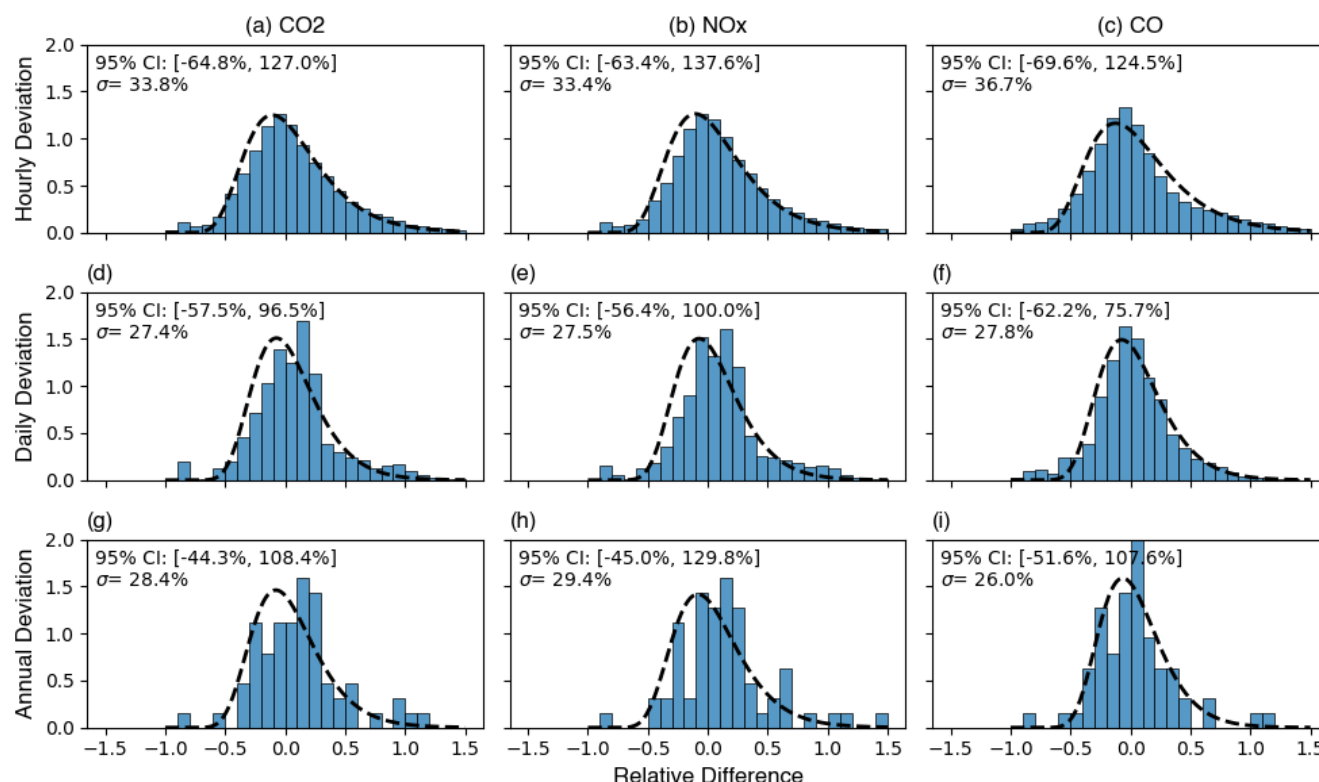 (a) CO2
(b) NOx
(c) CO
Hourly Deviation
2.0
1.5
1.0
0.5
0.0
95% CI: [-64.8%, 127.0%]
σ= 33.8%
95% CI: [-63.4%, 137.6%]
σ= 33.4%
95% CI: [-69.6%, 124.5%]
σ= 36.7%
(d)
(e)
(f)
Daily Deviation
2.0
1.5
1.0
0.5
0.0
95% CI: [-57.5%, 96.5%]
σ= 27.4%
95% CI: [-56.4%, 100.0%]
σ= 27.5%
95% CI: [-62.2%, 75.7%]
σ= 27.8%
(g)
(h)
(i)
Annual Deviation
2.0
1.5
1.0
0.5
0.0
95% CI: [-44.3%, 108.4%]
σ= 28.4%
95% CI: [-45.0%, 129.8%]
σ= 29.4%
95% CI: [-51.6%, 107.6%]
σ= 26.0%
−1.5 −1.0 −0.5 0.0 0.5 1.0 1.5
−1.5 −1.0 −0.5 0.0 0.5 1.0 1.5
−1.5 −1.0 −0.5 0.0 0.5 1.0 1.5
Relative Difference